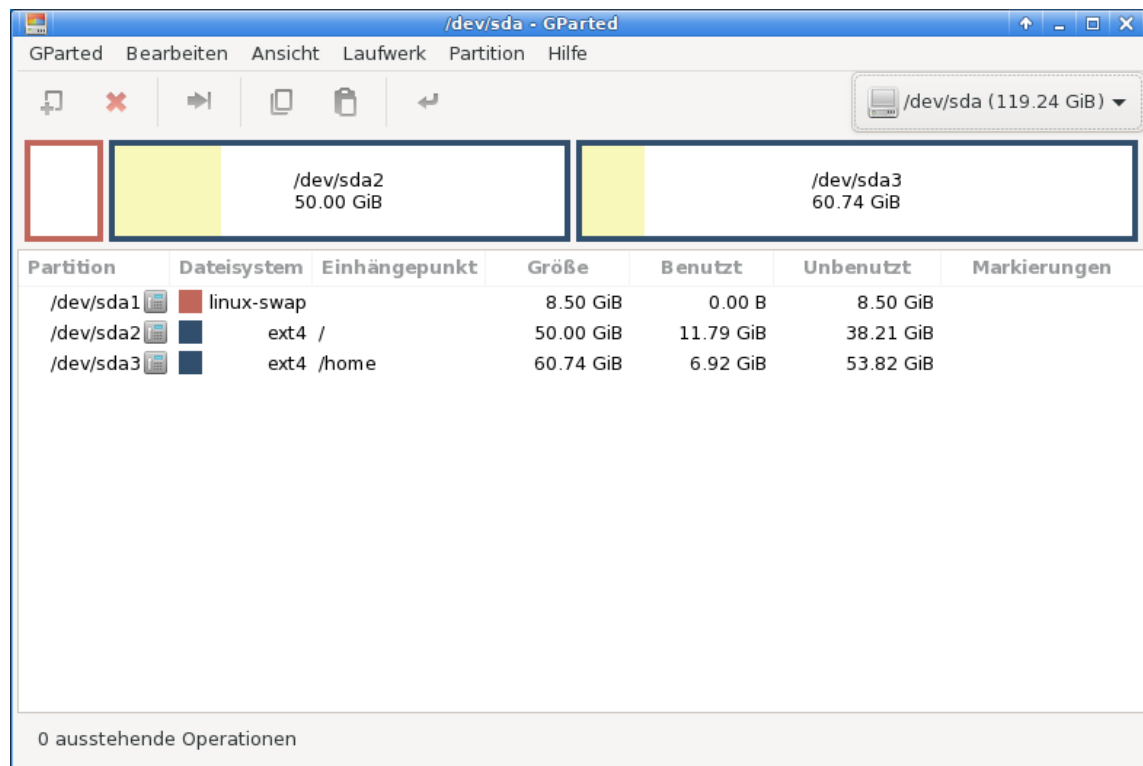 /dev/sda - GParted
GParted Bearbeiten Ansicht Laufwerk Partition Hilfe
/dev/sda (119.24 GiB)
/dev/sda2
50.00 GiB
/dev/sda3
60.74 GiB
Partition Dateisystem Einhängepunkt Größe Benutzt Unbenutzt Markierungen
/dev/sda1 linux-swap 8.50 GiB 0.00 B 8.50 GiB
/dev/sda2 ext4 / 50.00 GiB 11.79 GiB 38.21 GiB
/dev/sda3 ext4 /home 60.74 GiB 6.92 GiB 53.82 GiB
0 ausstehende Operationen